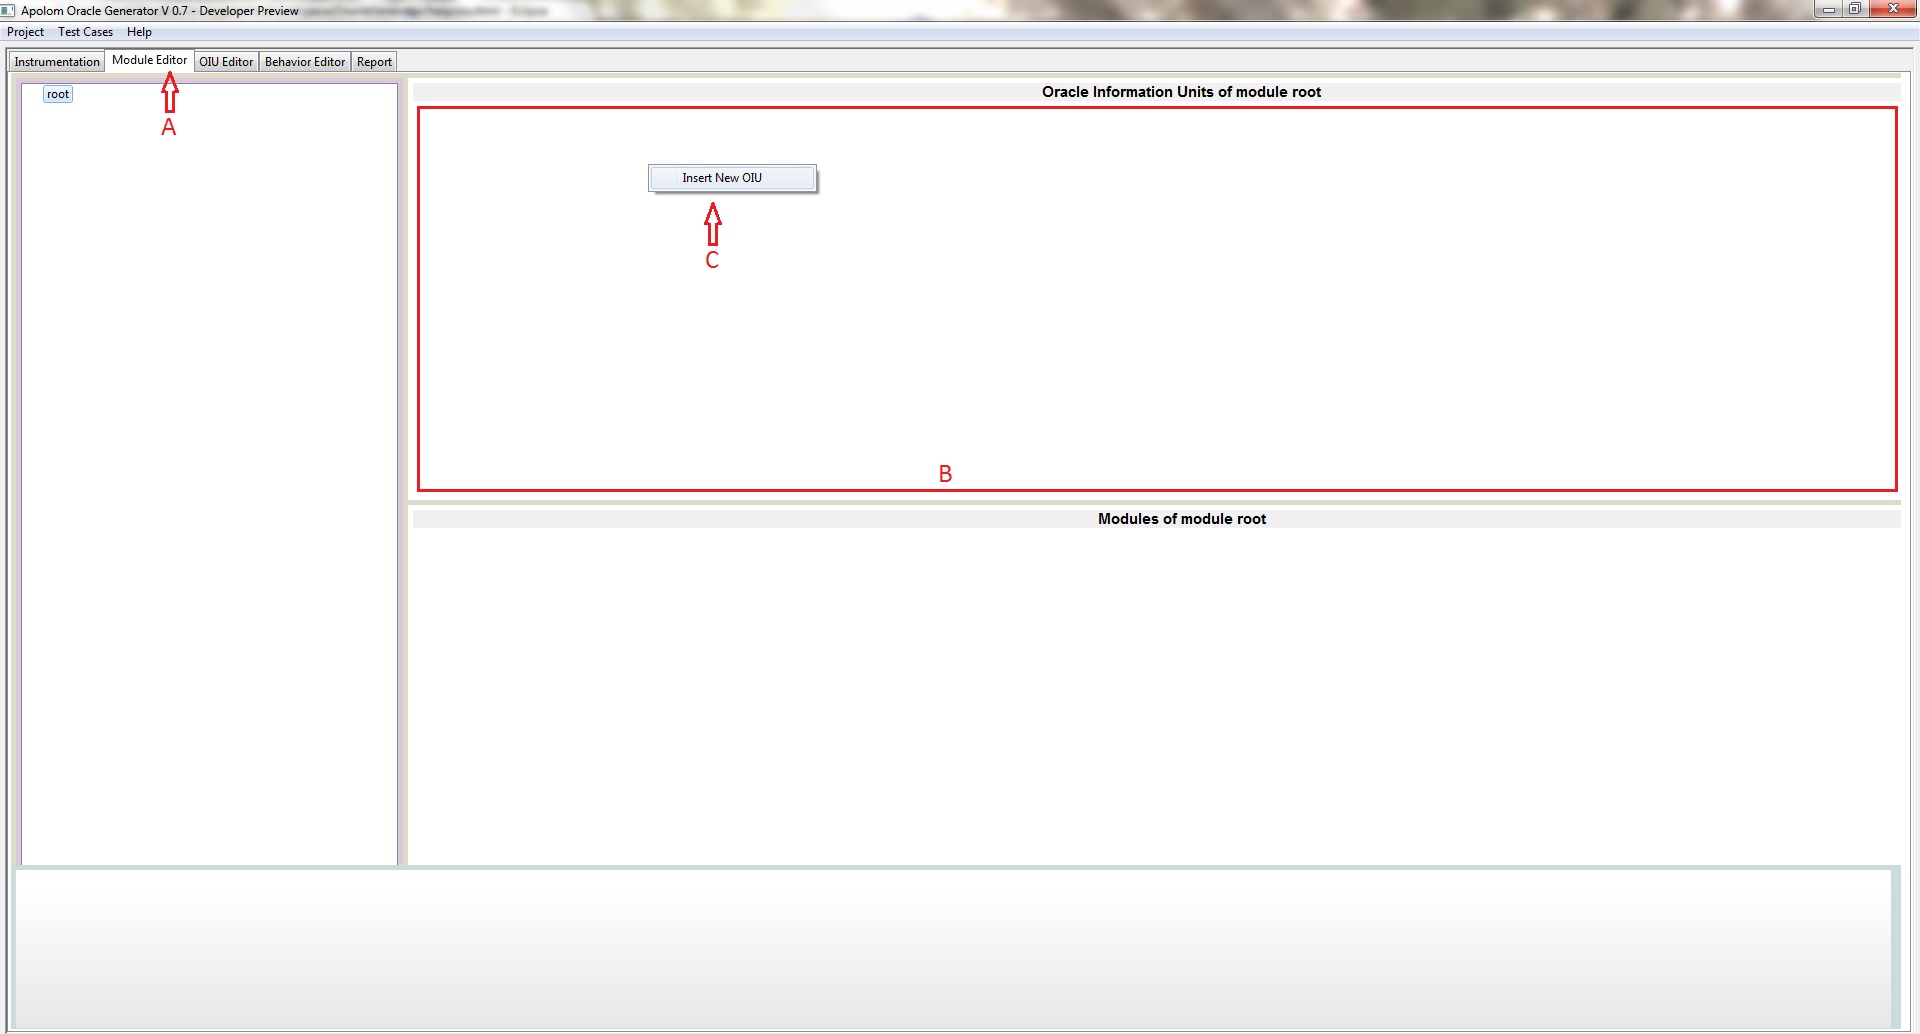 Apolom Oracle Generator V 0.7 - Developer Preview
Project Test Cases Help
Instrumentation Module Editor OIU Editor Behavior Editor Report
root
A
Oracle Information Units of module root
Insert New OIU
C
B
Modules of module root